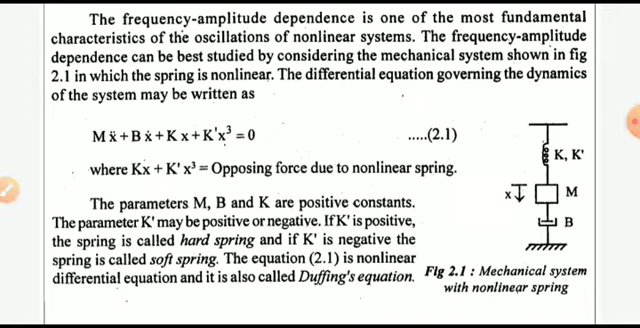 The frequency-amplitude dependence is one of the most fundamental
characteristics of the oscillations of nonlinear systems. The frequency-amplitude
dependence can be best studied by considering the mechanical system shown in fig
2.1 in which the spring is nonlinear. The differential equation governing the dynamics
of the system may be written as
Mẍ + Bẋ + Kx + K'x³ = 0 .....(2.1)
where Kx + K' x³ = Opposing force due to nonlinear spring.
The parameters M, B and K are positive constants.
The parameter K' may be positive or negative. If K' is positive,
the spring is called hard spring and if K' is negative the
spring is called soft spring. The equation (2.1) is nonlinear
differential equation and it is also called Duffing's equation.
K, K'
x
M
B
Fig 2.1 : Mechanical system
with nonlinear spring